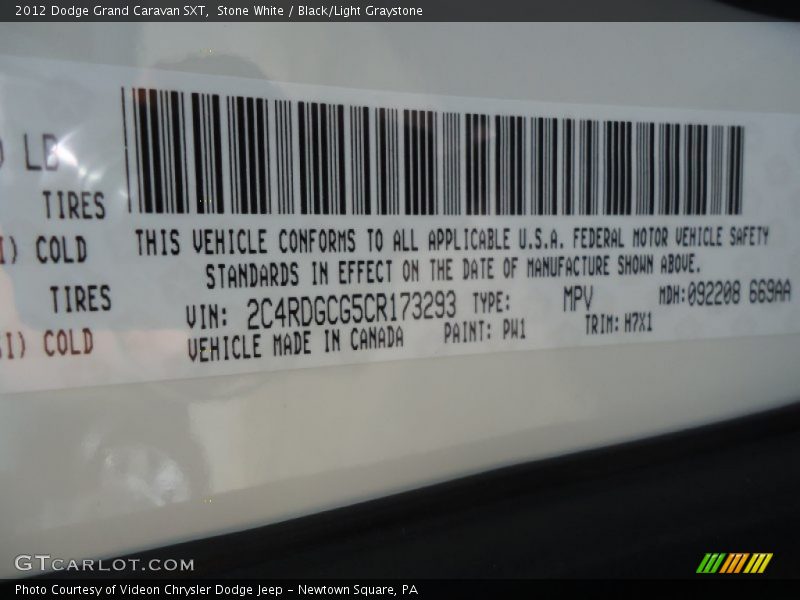 2012 Dodge Grand Caravan SXT,  Stone White / Black/Light Graystone
TIRES
COLD
TIRES
COLD
THIS VEHICLE CONFORMS TO ALL APPLICABLE U.S.A. FEDERAL MOTOR VEHICLE SAFETY
STANDARDS IN EFFECT ON THE DATE OF MANUFACTURE SHOWN ABOVE.
VIN: 2C4RDGCG5CR173293 TYPE: MPV MDH:092208 669AA
VEHICLE MADE IN CANADA PAINT: PW1 TRIM: H7X1
GTCARLOT.COM
Photo Courtesy of Videon Chrysler Dodge Jeep – Newtown Square, PA